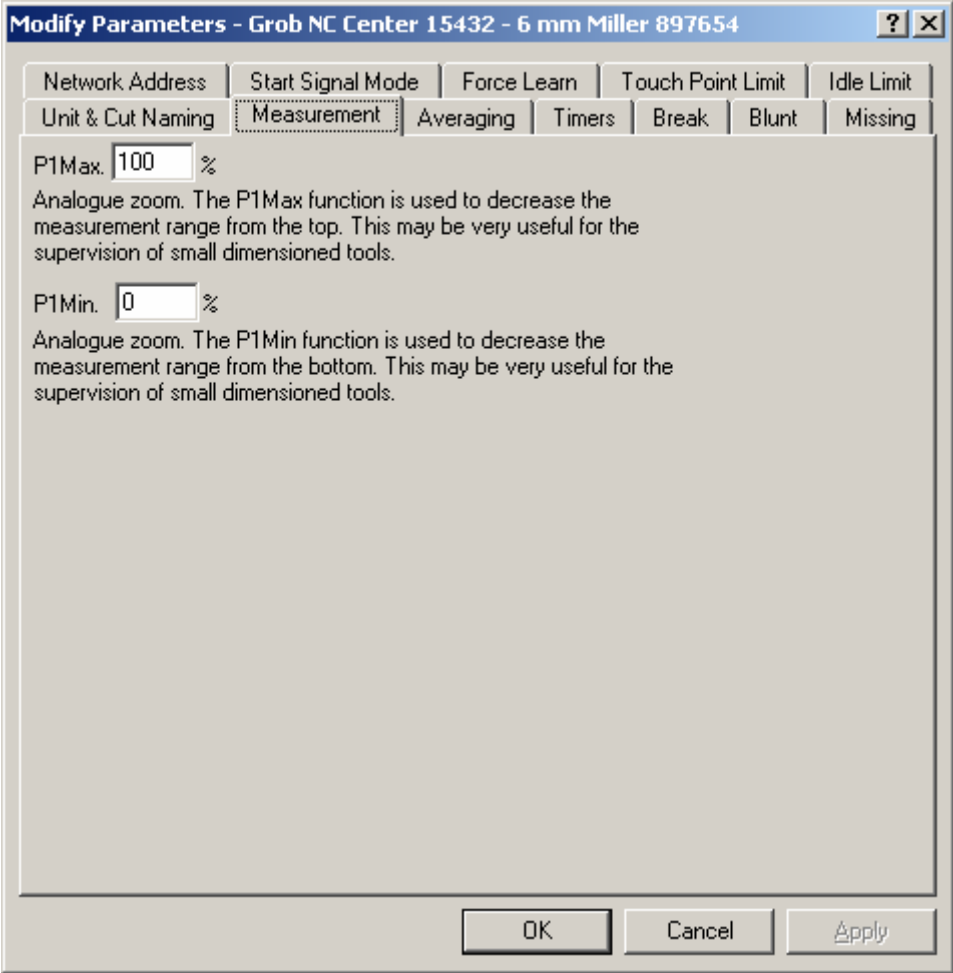 Modify Parameters - Grob NC Center 15432 - 6 mm Miller 897654
Network Address Start Signal Mode Force Learn Touch Point Limit Idle Limit
Unit & Cut Naming Measurement Averaging Timers Break Blunt Missing
P1Max. 100 %
Analogue zoom. The P1Max function is used to decrease the
measurement range from the top. This may be very useful for the
supervision of small dimensioned tools.
P1Min. 0 %
Analogue zoom. The P1Min function is used to decrease the
measurement range from the bottom. This may be very useful for the
supervision of small dimensioned tools.
OK Cancel Apply